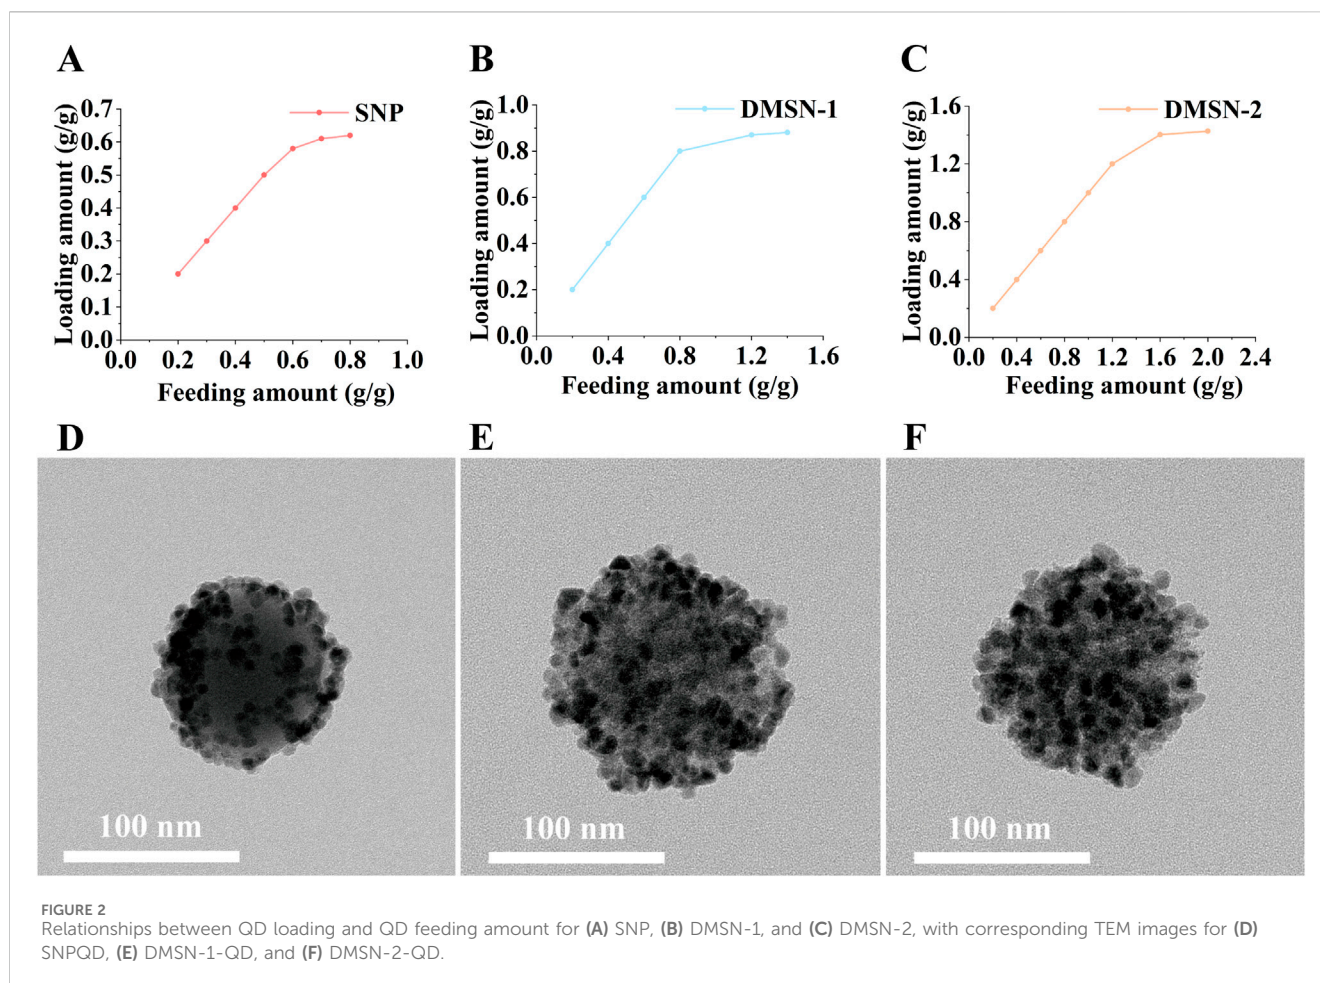 A
SNP
0.7
0.6
0.5
0.4
0.3
0.2
0.1
0.0
0.0 0.2 0.4 0.6 0.8 1.0
Loading amount (g/g)
Feeding amount (g/g)
B
DMSN-1
1.0
0.8
0.6
0.4
0.2
0.0
0.0 0.4 0.8 1.2 1.6
Loading amount (g/g)
Feeding amount (g/g)
C
DMSN-2
1.6
1.2
0.8
0.4
0.0
0.0 0.4 0.8 1.2 1.6 2.0 2.4
Loading amount (g/g)
Feeding amount (g/g)
D
100 nm
E
100 nm
F
100 nm
FIGURE 2
Relationships between QD loading and QD feeding amount for (A) SNP, (B) DMSN-1, and (C) DMSN-2, with corresponding TEM images for (D)
SNPQD, (E) DMSN-1-QD, and (F) DMSN-2-QD.